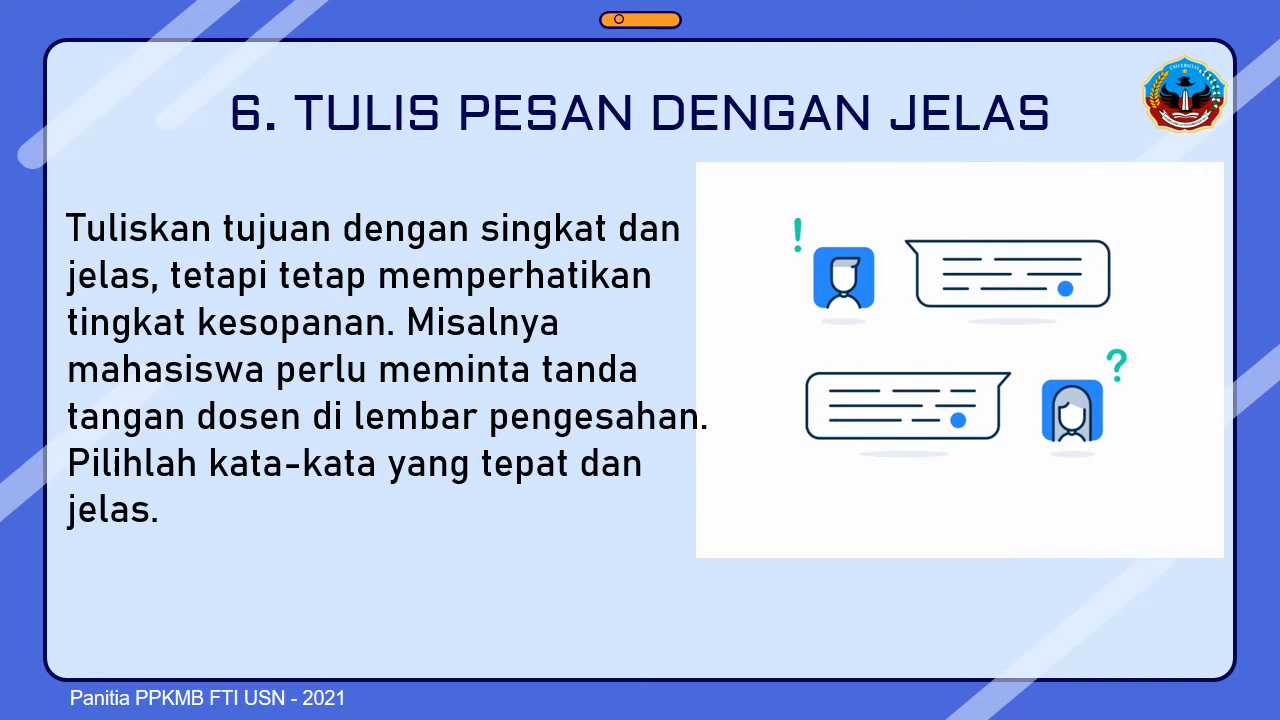 6. TULIS PESAN DENGAN JELAS
Tuliskan tujuan dengan singkat dan
jelas, tetapi tetap memperhatikan
tingkat kesopanan. Misalnya
mahasiswa perlu meminta tanda
tangan dosen di lembar pengesahan.
Pilihlah kata-kata yang tepat dan
jelas.
!
?
Panitia PPKMB FTI USN - 2021